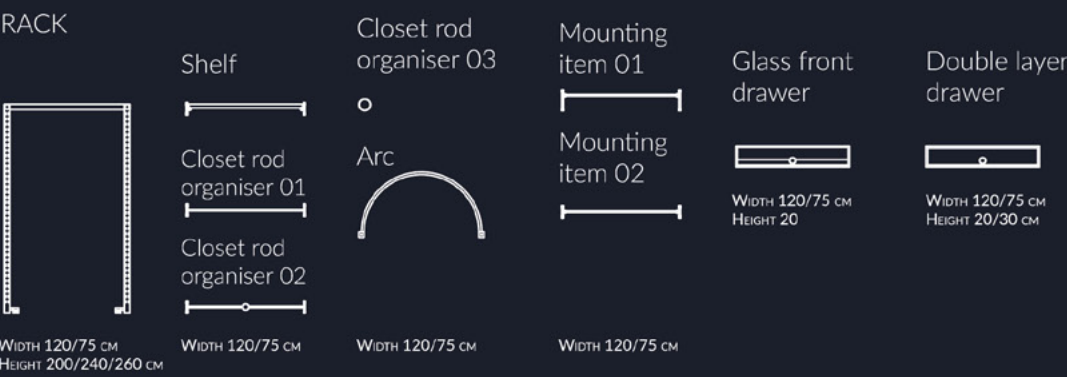 RACK
WIDTH 120/75 CM
HEIGHT 200/240/260 CM
Shelf
Closet rod
organiser 01
Closet rod
organiser 02
WIDTH 120/75 CM
Closet rod
organiser 03
Arc
WIDTH 120/75 CM
Mounting
item 01
Mounting
item 02
WIDTH 120/75 CM
Glass front
drawer
WIDTH 120/75 CM
HEIGHT 20
Double layer
drawer
WIDTH 120/75 CM
HEIGHT 20/30 CM